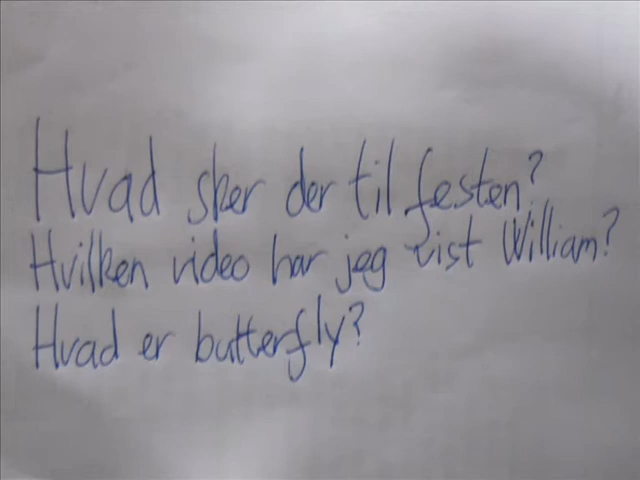 Hvad sker der til festen?
Hvilken video har jeg vist William?
Hvad er butterfly?